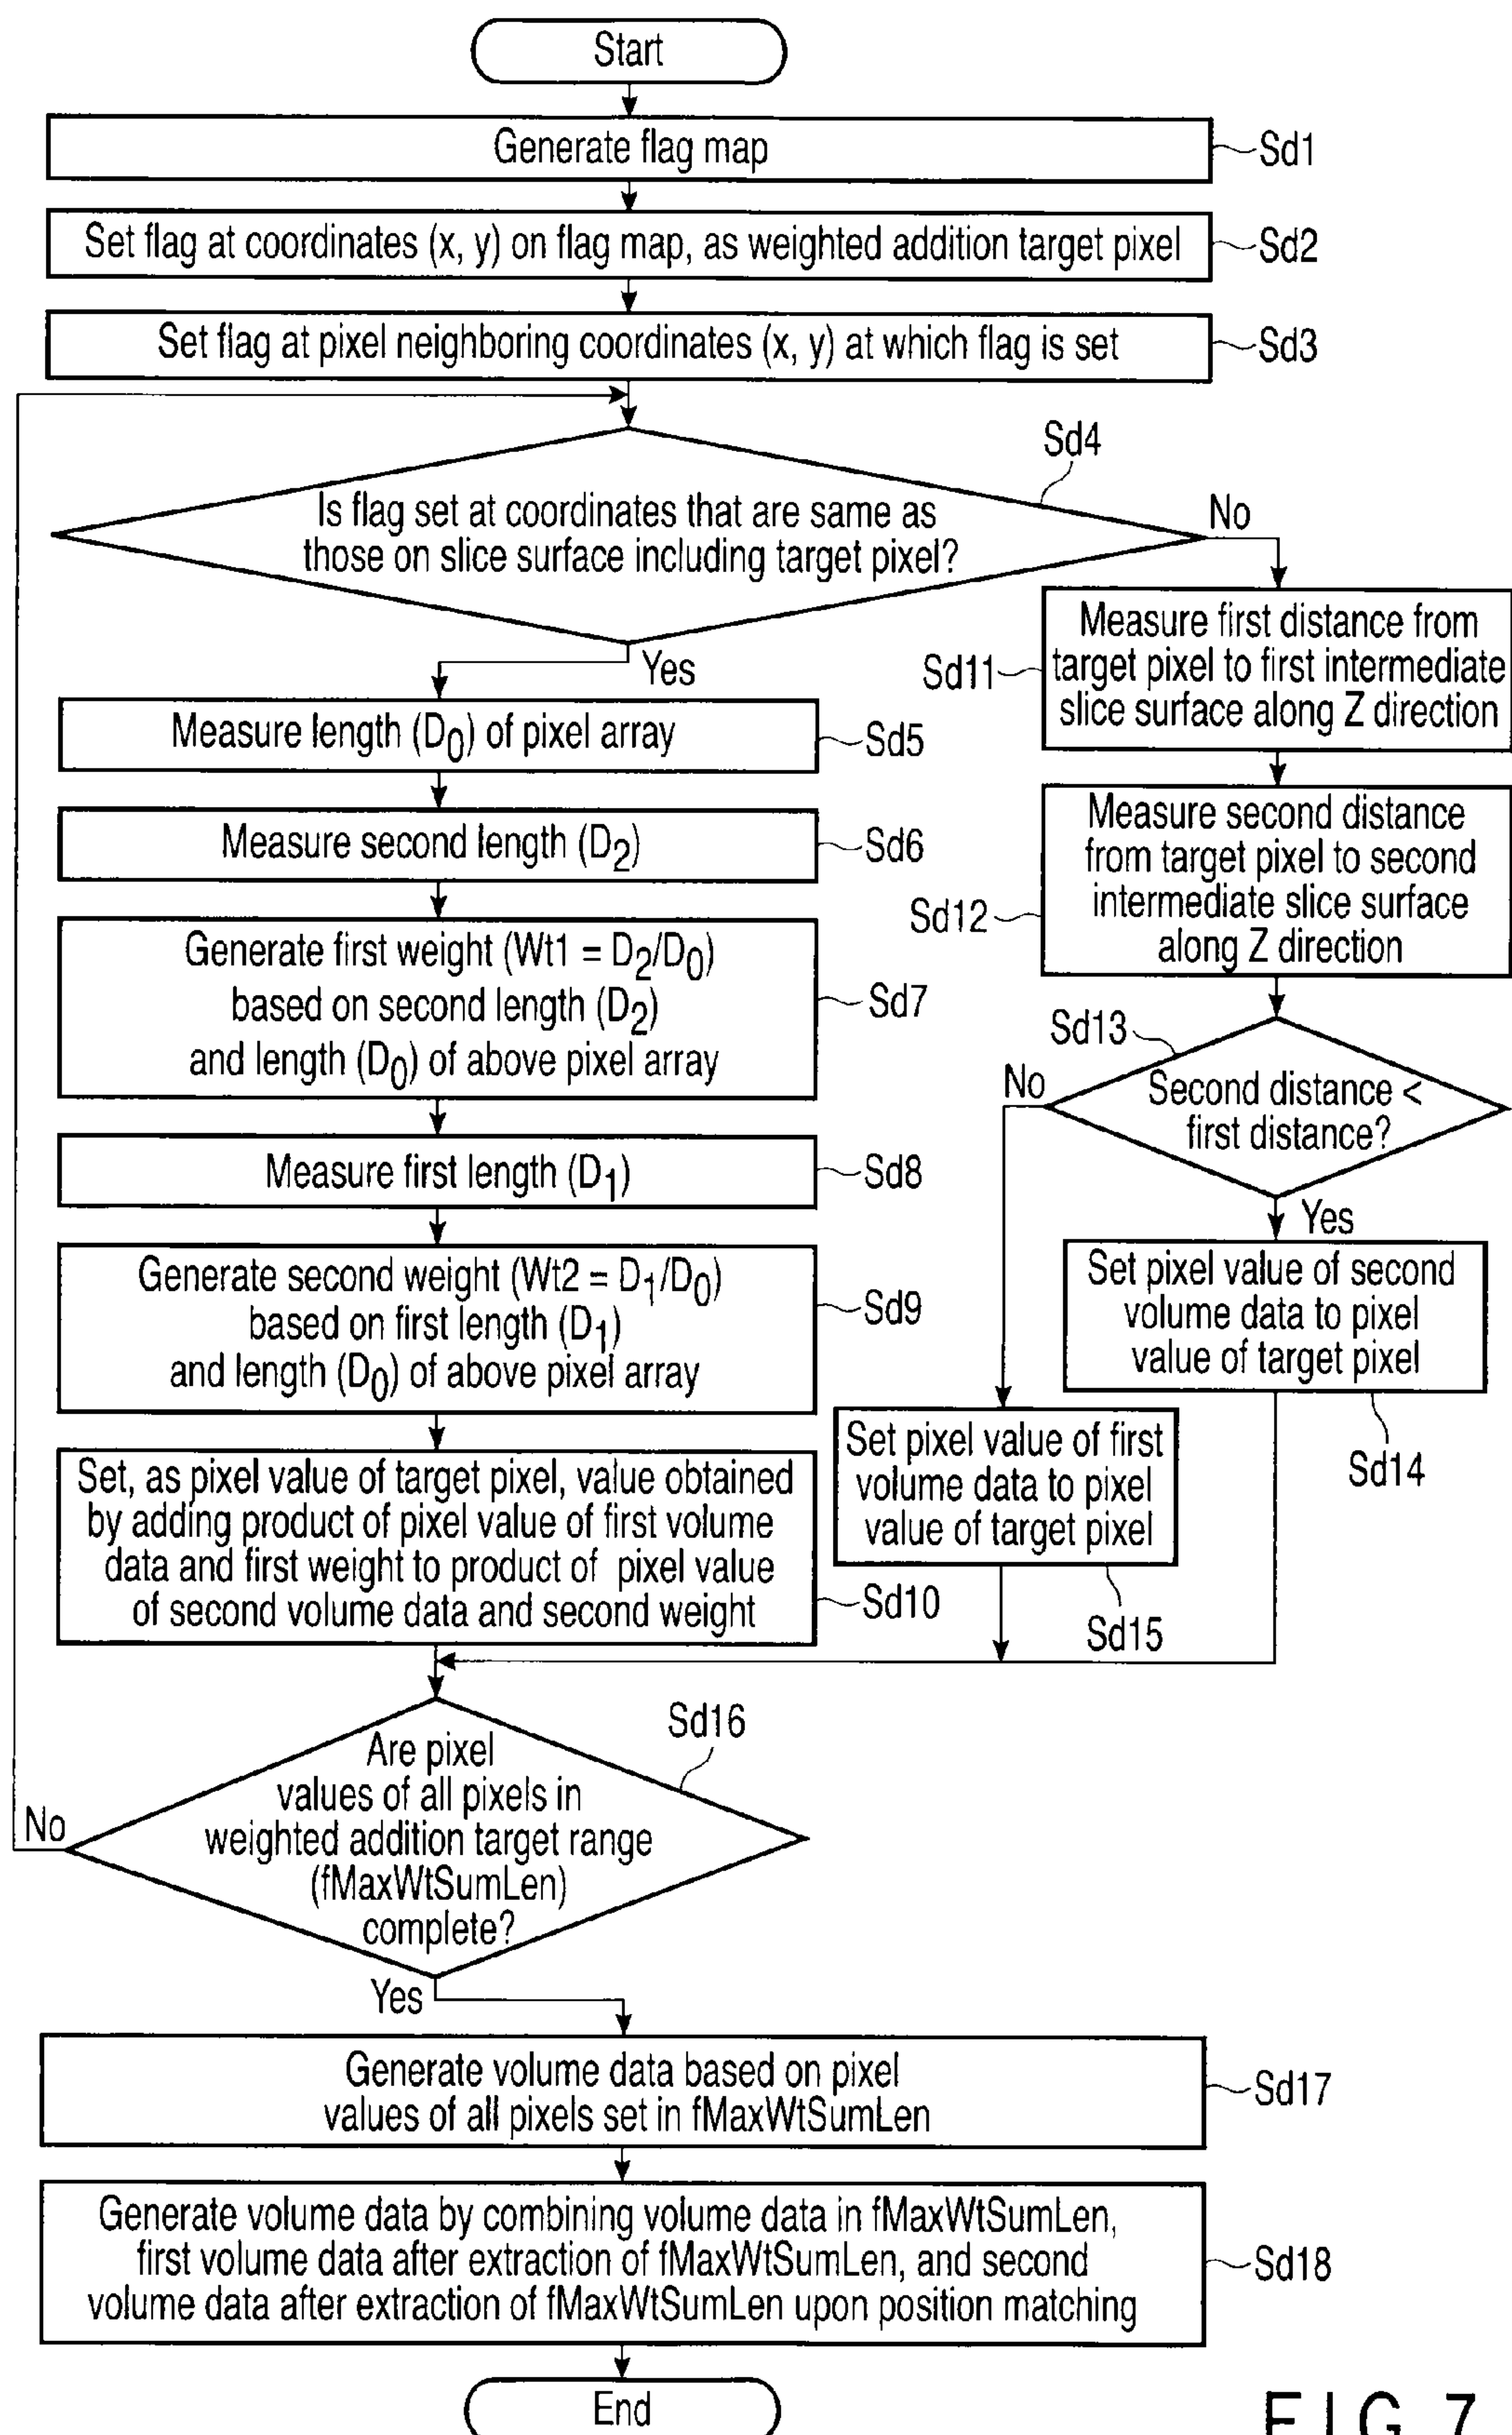 Start
Generate flag map
Sd1
Set flag at coordinates (x, y) on flag map, as weighted addition target pixel
Sd2
Set flag at pixel neighboring coordinates (x, y) at which flag is set
Sd3
Sd4
Is flag set at coordinates that are same as
those on slice surface including target pixel?
No
Yes
Measure length (D0) of pixel array
Sd5
Measure second length (D2)
Sd6
Generate first weight (Wt1 = D2/D0)
based on second length (D2)
and length (D0) of above pixel array
Sd7
Measure first length (D1)
Sd8
Generate second weight (Wt2 = D1/D0)
based on first length (D1)
and length (D0) of above pixel array
Sd9
Set, as pixel value of target pixel, value obtained
by adding product of pixel value of first volume
data and first weight to product of pixel value
of second volume data and second weight
Sd10
Measure first distance from
target pixel to first intermediate
slice surface along Z direction
Sd11
Measure second distance
from target pixel to second
intermediate slice surface
along Z direction
Sd12
Sd13
Second distance <
first distance?
No
Yes
Set pixel value of second
volume data to pixel
value of target pixel
Sd14
Set pixel value of first
volume data to pixel
value of target pixel
Sd15
Sd16
Are pixel
values of all pixels in
weighted addition target range
(fMaxWtSumLen)
complete?
No
Yes
Generate volume data based on pixel
values of all pixels set in fMaxWtSumLen
Sd17
Generate volume data by combining volume data in fMaxWtSumLen,
first volume data after extraction of fMaxWtSumLen, and second
volume data after extraction of fMaxWtSumLen upon position matching
Sd18
End
FIG. 7